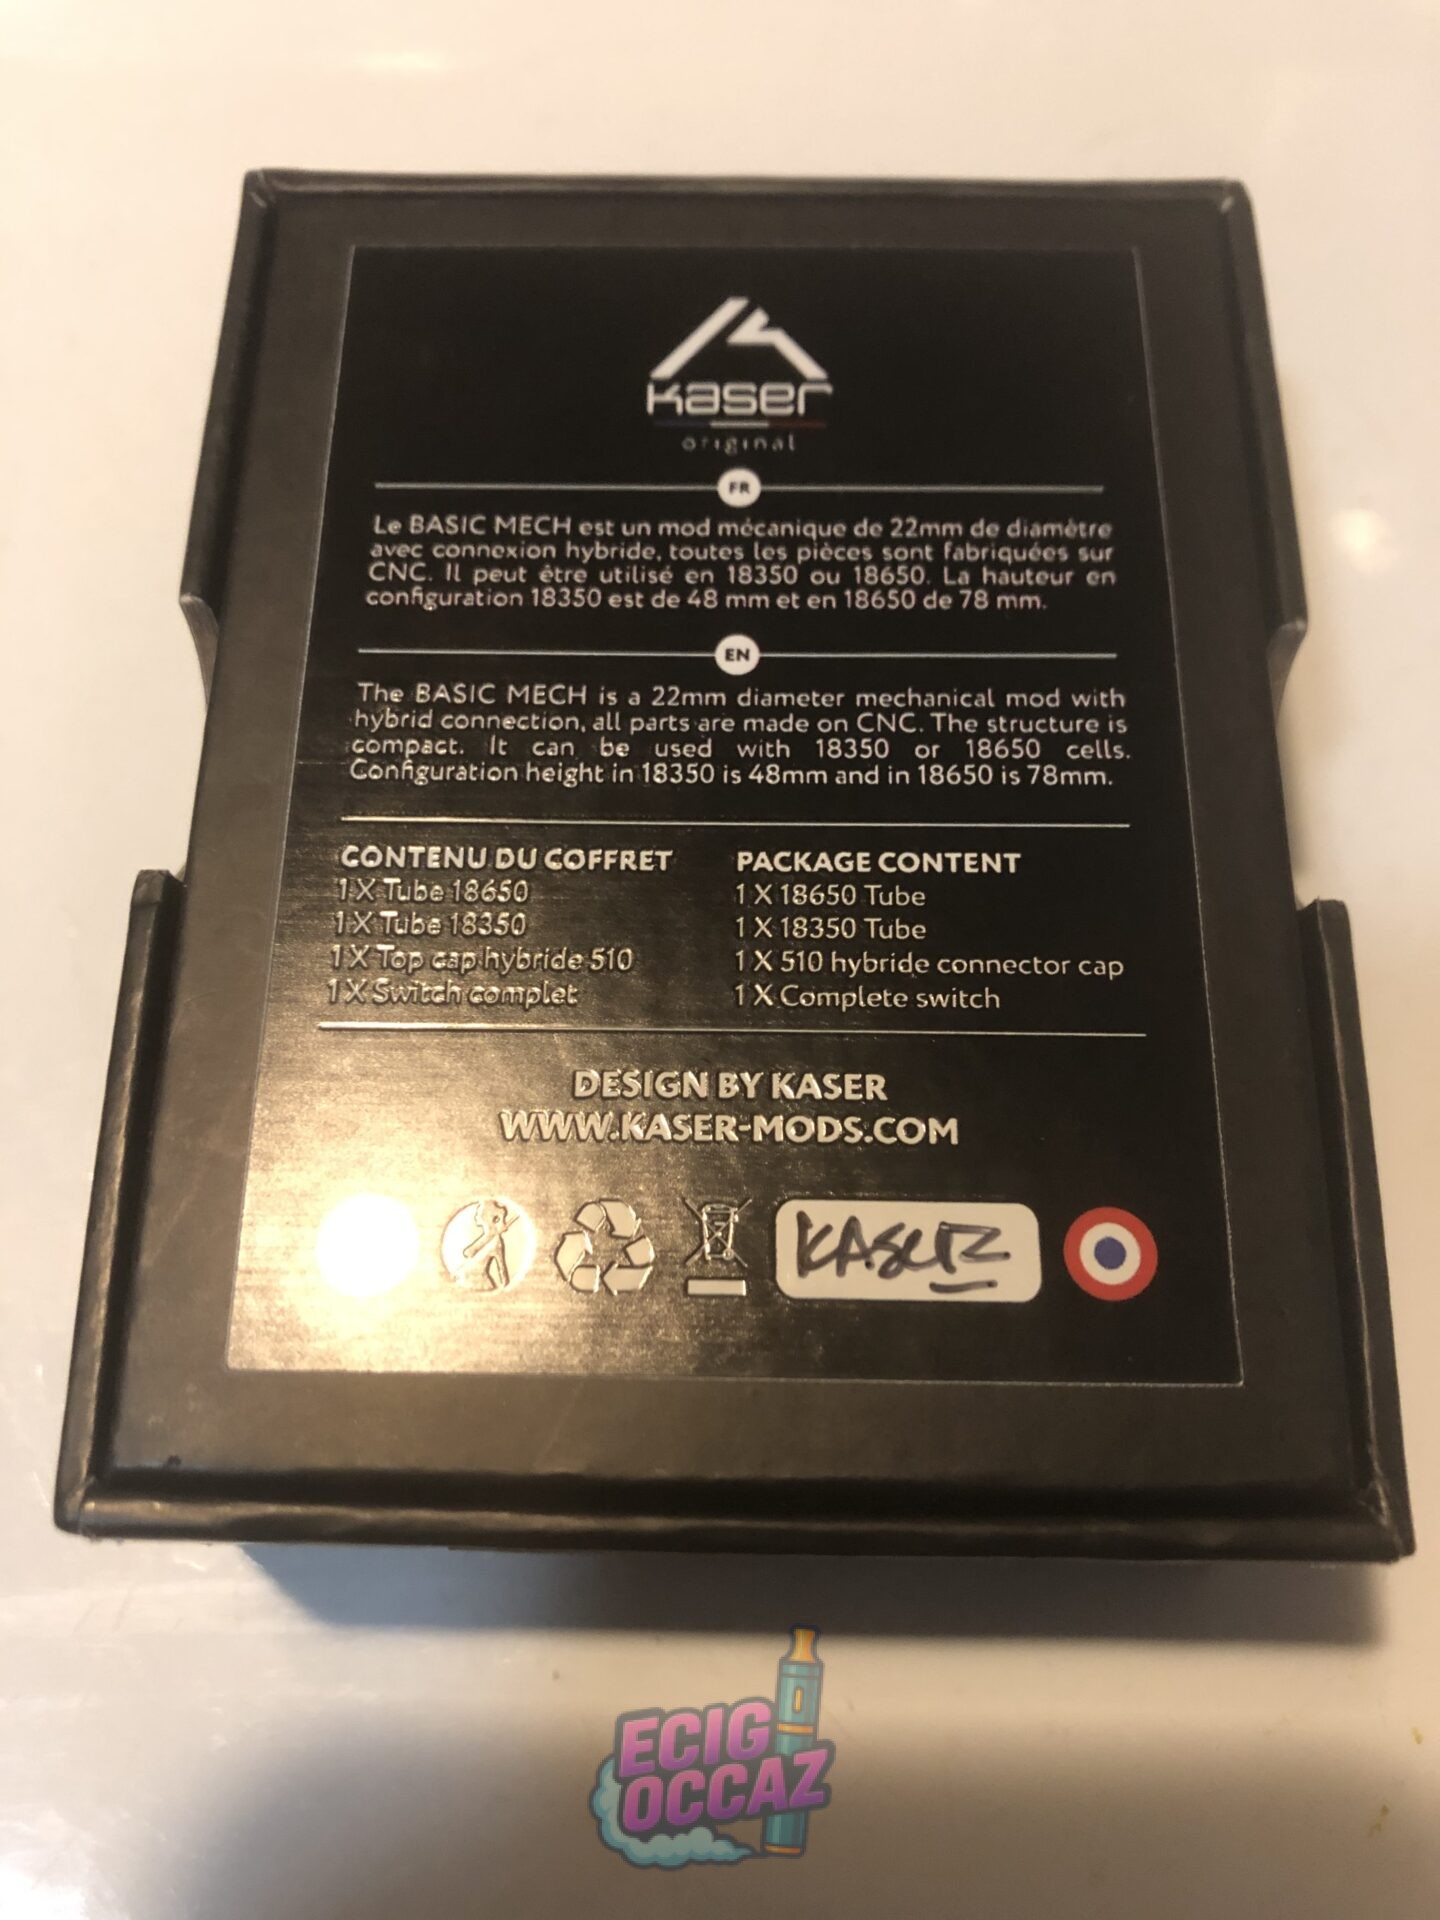 kaser
original
FR
Le BASIC MECH est un mod mécanique de 22mm de diamètre
avec connexion hybride, toutes les pièces sont fabriquées sur
CNC. Il peut être utilisé en 18350 ou 18650. La hauteur en
configuration 18350 est de 48 mm et en 18650 de 78 mm.
EN
The BASIC MECH is a 22mm diameter mechanical mod with
hybrid connection, all parts are made on CNC. The structure is
compact. It can be used with 18350 or 18650 cells.
Configuration height in 18350 is 48mm and in 18650 is 78mm.
CONTENU DU COFFRET
1 X Tube 18650
1 X Tube 18350
1 X Top cap hybride 510
1 X Switch complet
PACKAGE CONTENT
1 X 18650 Tube
1 X 18350 Tube
1 X 510 hybride connector cap
1 X Complete switch
DESIGN BY KASER
WWW.KASER-MODS.COM
KASER
ECIG
OCCAZ